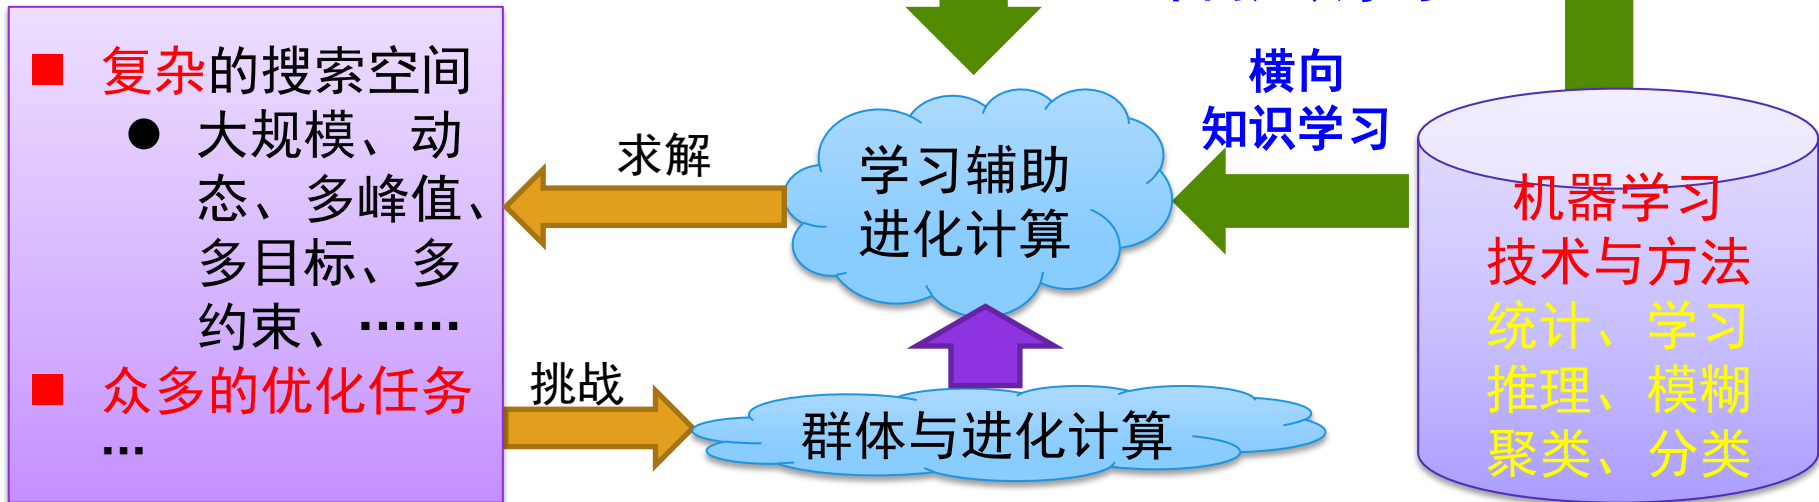 复杂的搜索空间
大规模、动
态、多峰值、
多目标、多
约束、……
众多的优化任务
…
求解
挑战
学习辅助
进化计算
群体与进化计算
横向
知识学习
机器学习
技术与方法
统计、学习
推理、模糊
聚类、分类